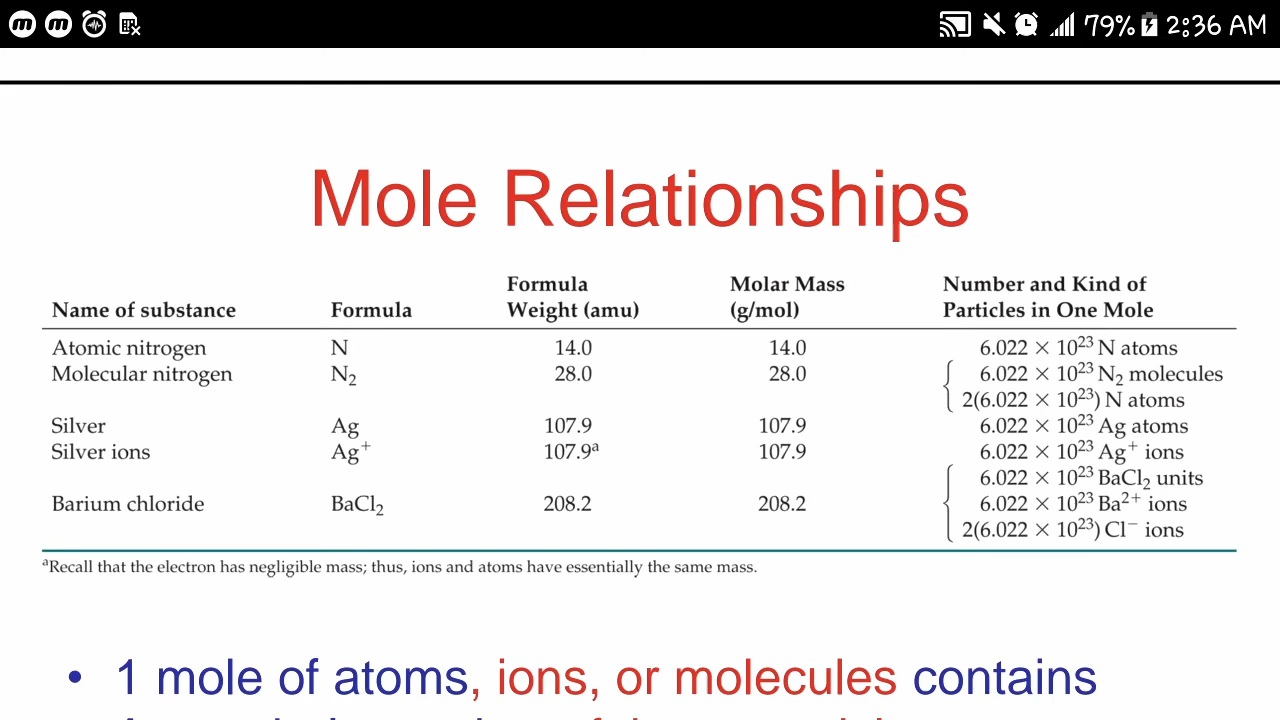 79% 2:36 AM
Mole Relationships
Name of substance Formula Formula Weight (amu) Molar Mass (g/mol) Number and Kind of Particles in One Mole
Atomic nitrogen N 14.0 14.0 6.022 × 10²³ N atoms
Molecular nitrogen N₂ 28.0 28.0 6.022 × 10²³ N₂ molecules
2(6.022 × 10²³) N atoms
Silver Ag 107.9 107.9 6.022 × 10²³ Ag atoms
Silver ions Ag⁺ 107.9ᵃ 107.9 6.022 × 10²³ Ag⁺ ions
6.022 × 10²³ BaCl₂ units
Barium chloride BaCl₂ 208.2 208.2 6.022 × 10²³ Ba²⁺ ions
2(6.022 × 10²³) Cl⁻ ions
ᵃRecall that the electron has negligible mass; thus, ions and atoms have essentially the same mass.
• 1 mole of atoms, ions, or molecules contains